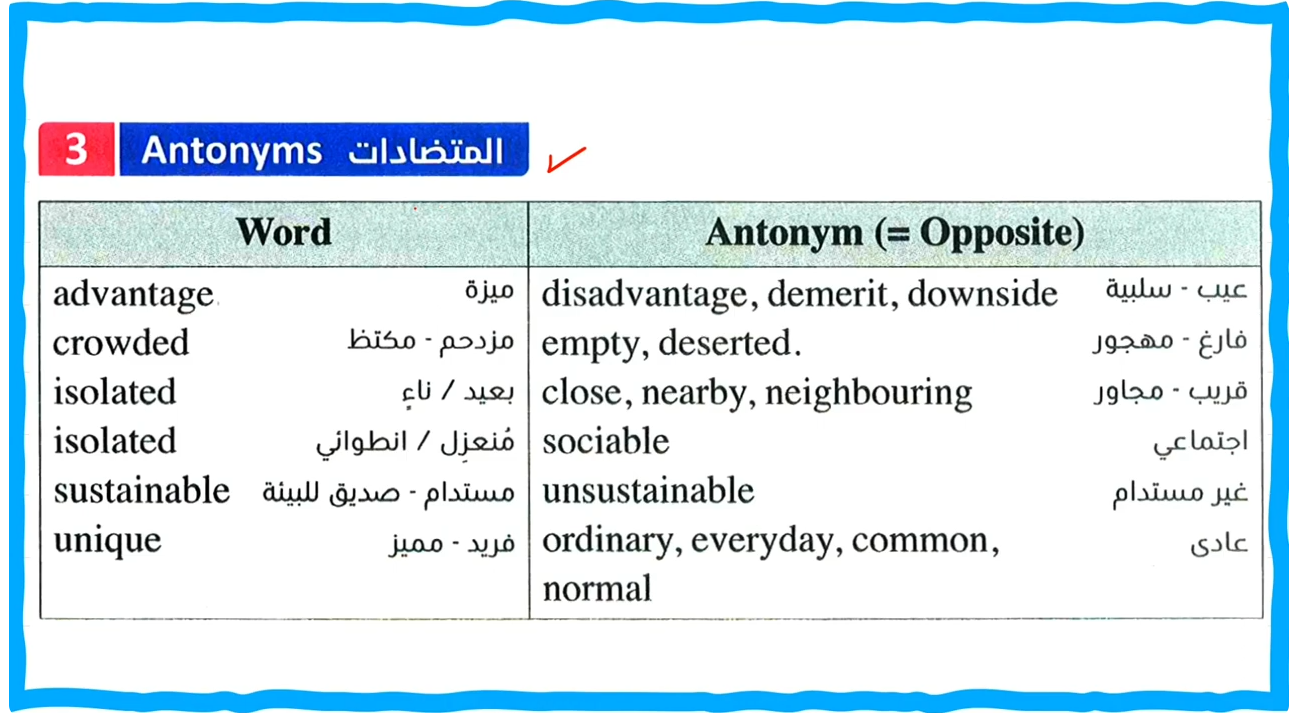 3 Antonyms المتضادات
Word Antonym (= Opposite)
advantage ميزة disadvantage, demerit, downside عيب - سلبية
crowded مزدحم - مكتظ empty, deserted. فارغ - مهجور
isolated بعيد / ناءٍ close, nearby, neighbouring قريب - مجاور
isolated مُنعزِل / انطوائي sociable اجتماعي
sustainable مستدام - صديق للبيئة unsustainable غير مستدام
unique فريد - مميز ordinary, everyday, common, عادى
normal